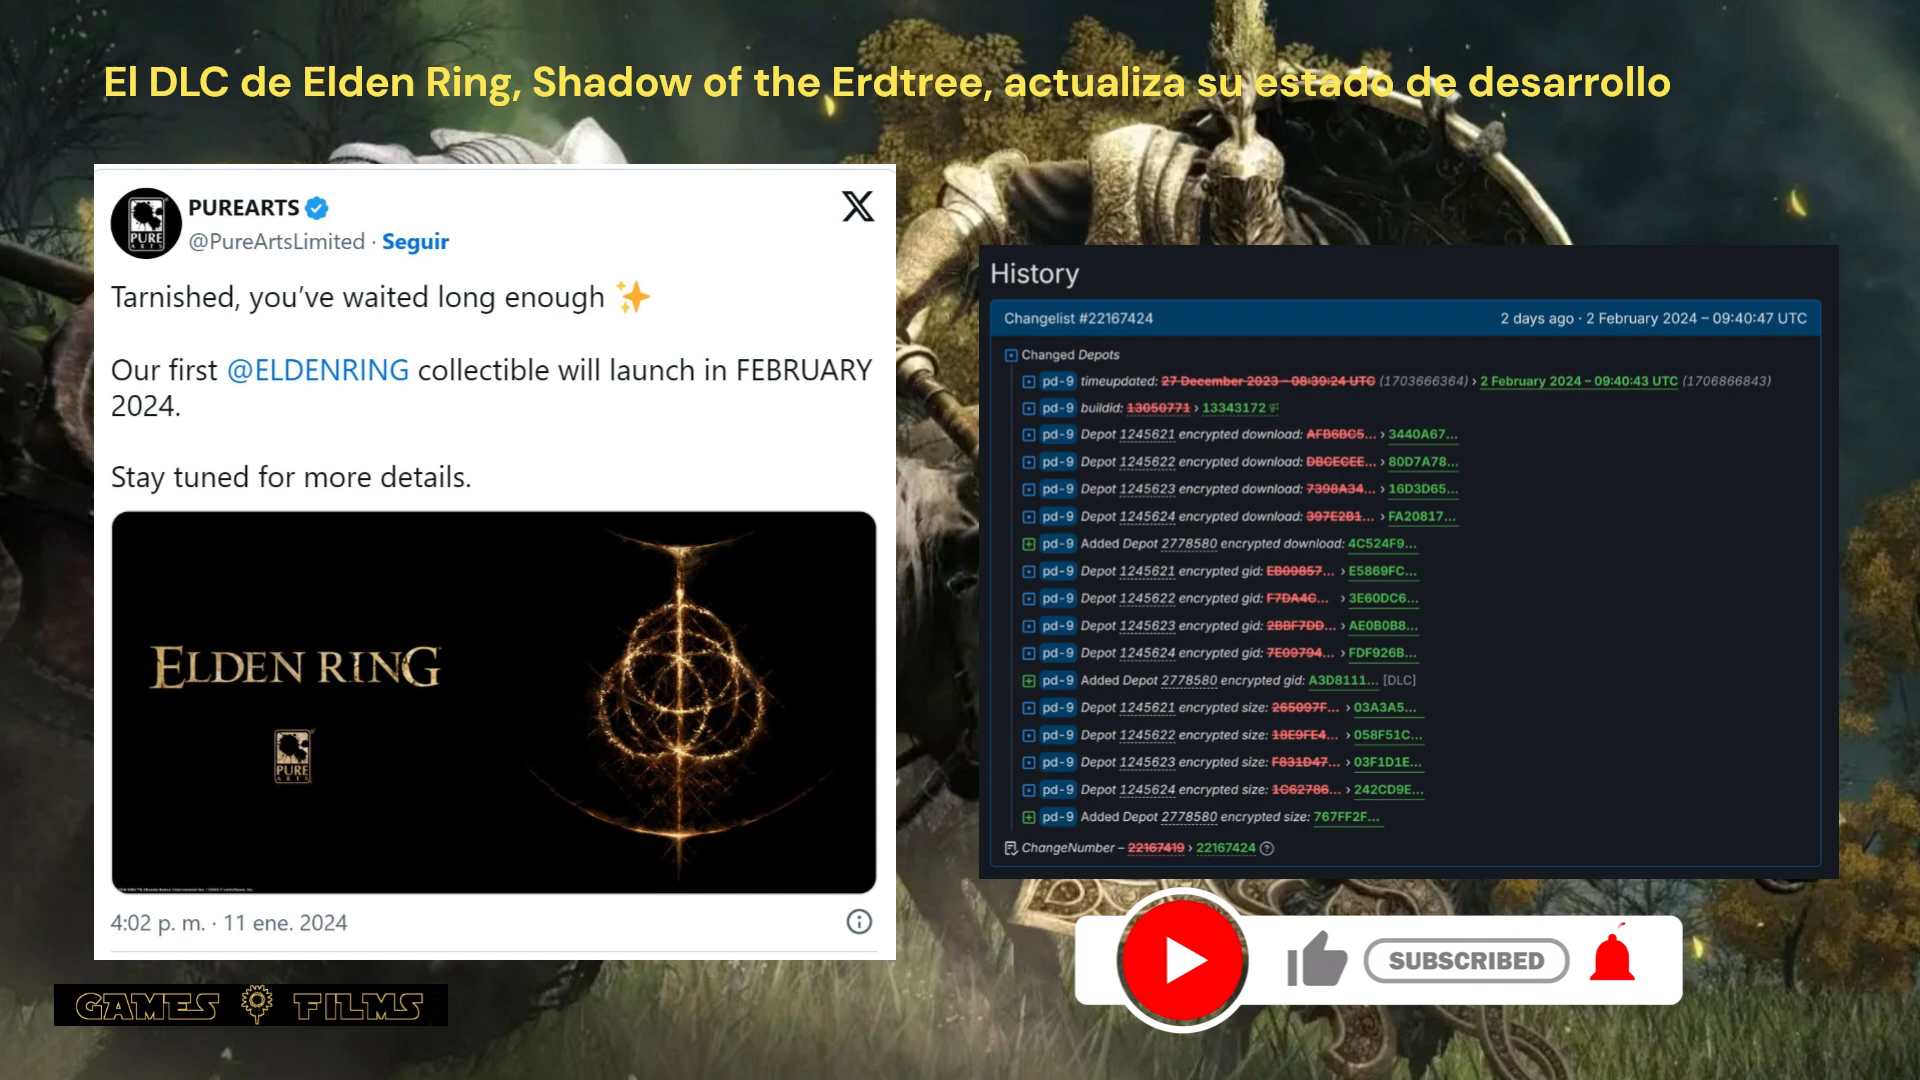 El DLC de Elden Ring, Shadow of the Erdtree, actualiza su estado de desarrollo
PUREARTS
@PureArtsLimited · Seguir
Tarnished, you’ve waited long enough ✨
Our first @ELDENRING collectible will launch in FEBRUARY
2024.
Stay tuned for more details.
ELDEN RING
PURE
ARTS
4:02 p. m. · 11 ene. 2024
GAMES FILMS
History
Changelist #22167424 2 days ago · 2 February 2024 – 09:40:47 UTC
Changed Depots
pd-9 timeupdated: 27 December 2023 – 08:39:24 UTC (1703666364) › 2 February 2024 – 09:40:43 UTC (1706866843)
pd-9 buildid: 13050771 › 13343172
pd-9 Depot 1245621 encrypted download: AFB6BC5... › 3440A67...
pd-9 Depot 1245622 encrypted download: DBCECEE... › 80D7A78...
pd-9 Depot 1245623 encrypted download: 7398A34... › 16D3D65...
pd-9 Depot 1245624 encrypted download: 397E2B1... › FA20817...
pd-9 Added Depot 2778580 encrypted download: 4C524F9...
pd-9 Depot 1245621 encrypted gid: EB09857... › E5869FC...
pd-9 Depot 1245622 encrypted gid: F7DA4C... › 3E60DC6...
pd-9 Depot 1245623 encrypted gid: 2BBF7DD... › AE0B0B8...
pd-9 Depot 1245624 encrypted gid: 7E09794... › FDF926B...
pd-9 Added Depot 2778580 encrypted gid: A3D8111... [DLC]
pd-9 Depot 1245621 encrypted size: 265097F... › 03A3A5...
pd-9 Depot 1245622 encrypted size: 18E9FE4... › 058F51C...
pd-9 Depot 1245623 encrypted size: F831D47... › 03F1D1E...
pd-9 Depot 1245624 encrypted size: 1C62786... › 242CD9E...
pd-9 Added Depot 2778580 encrypted size: 767FF2F...
ChangeNumber – 22167419 › 22167424
SUBSCRIBED